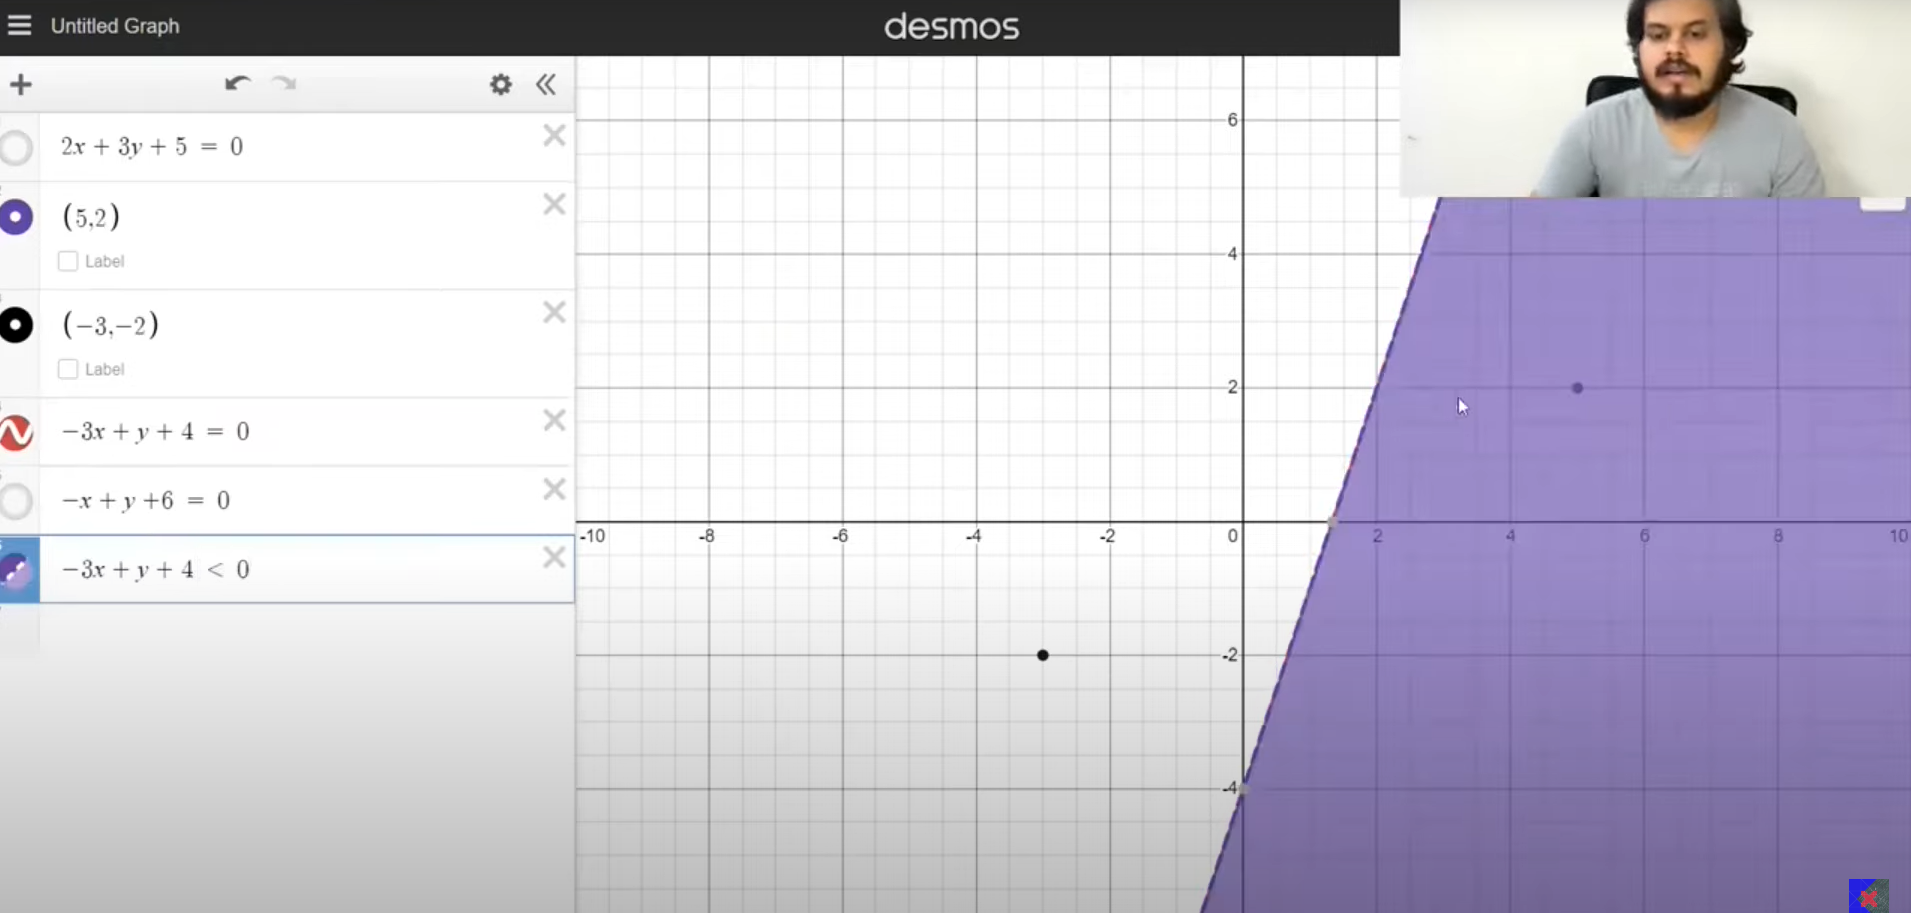 Untitled Graph
desmos
2x + 3y + 5 = 0
(5,2)
Label
(−3,−2)
Label
−3x + y + 4 = 0
−x + y +6 = 0
−3x + y + 4 < 0
6
4
2
-10 -8 -6 -4 -2 0 2 4 6 8 10
-2
-4